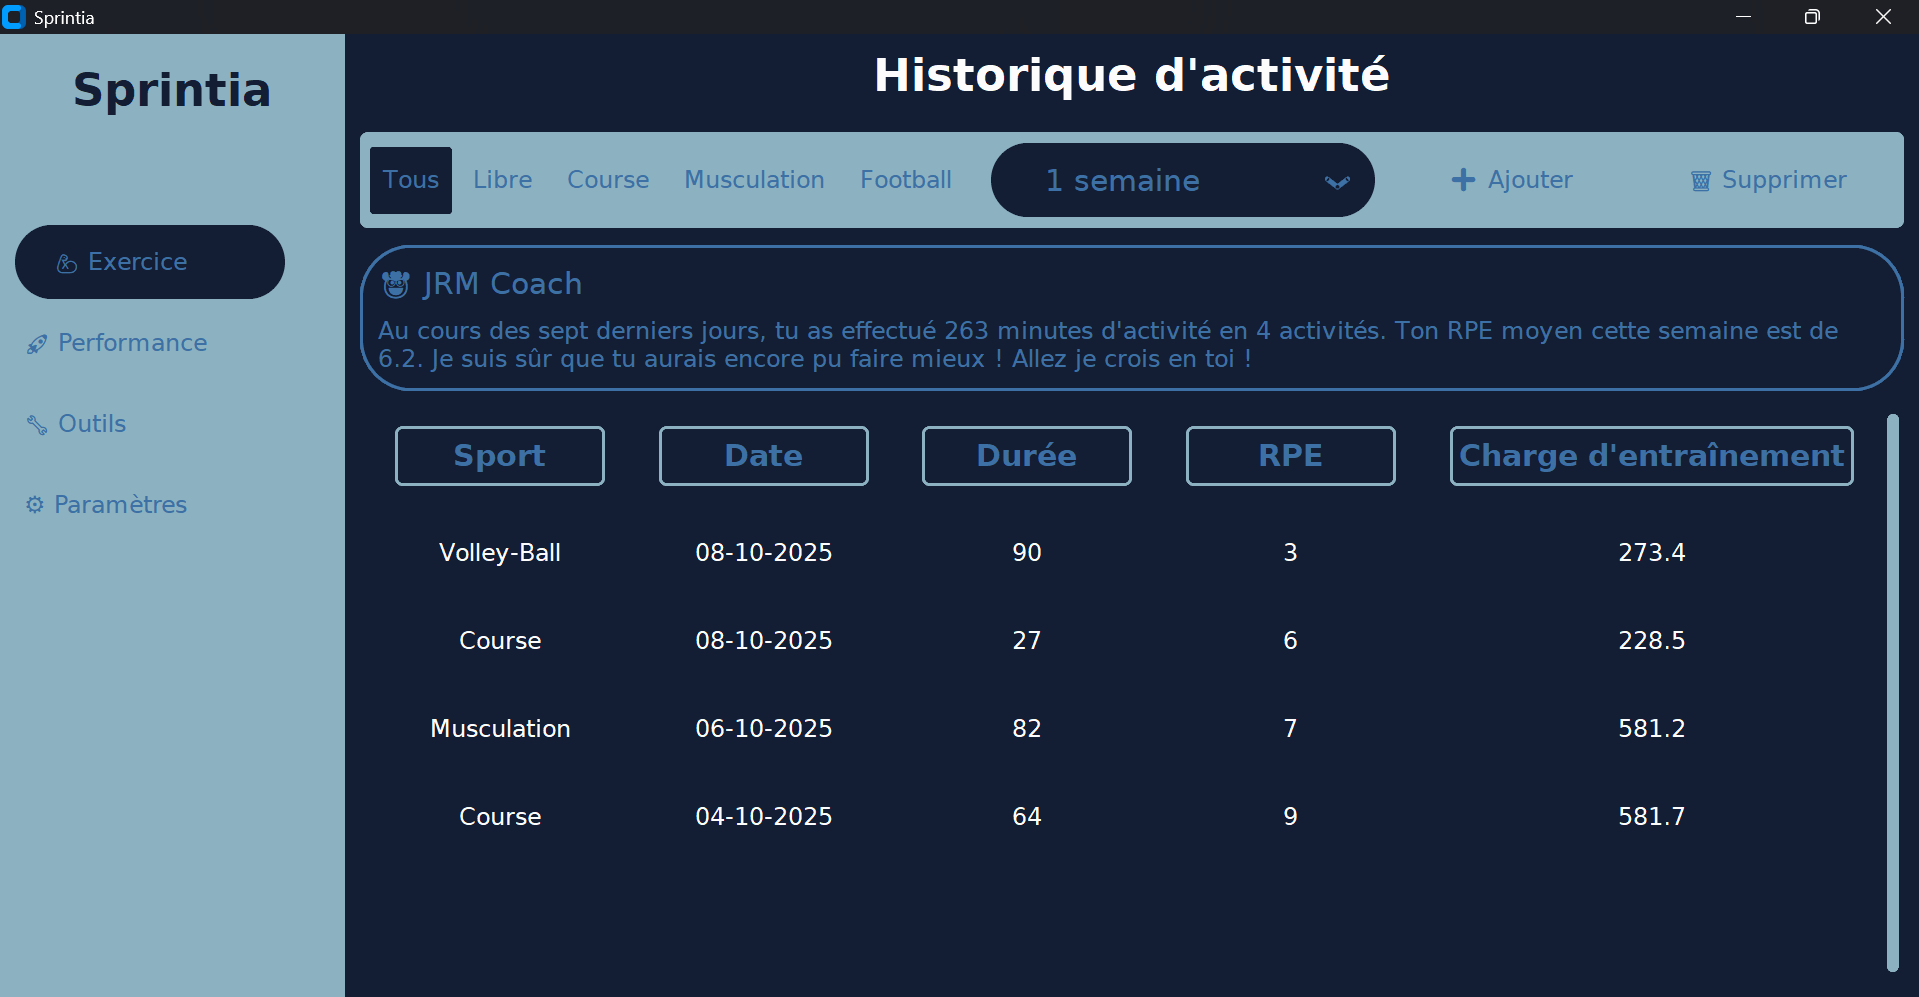 Sprintia
Sprintia
Exercice
Performance
Outils
Paramètres
Historique d'activité
Tous Libre Course Musculation Football 1 semaine Ajouter Supprimer
JRM Coach
Au cours des sept derniers jours, tu as effectué 263 minutes d'activité en 4 activités. Ton RPE moyen cette semaine est de
6.2. Je suis sûr que tu aurais encore pu faire mieux ! Allez je crois en toi !
Sport Date Durée RPE Charge d'entraînement
Volley-Ball 08-10-2025 90 3 273.4
Course 08-10-2025 27 6 228.5
Musculation 06-10-2025 82 7 581.2
Course 04-10-2025 64 9 581.7